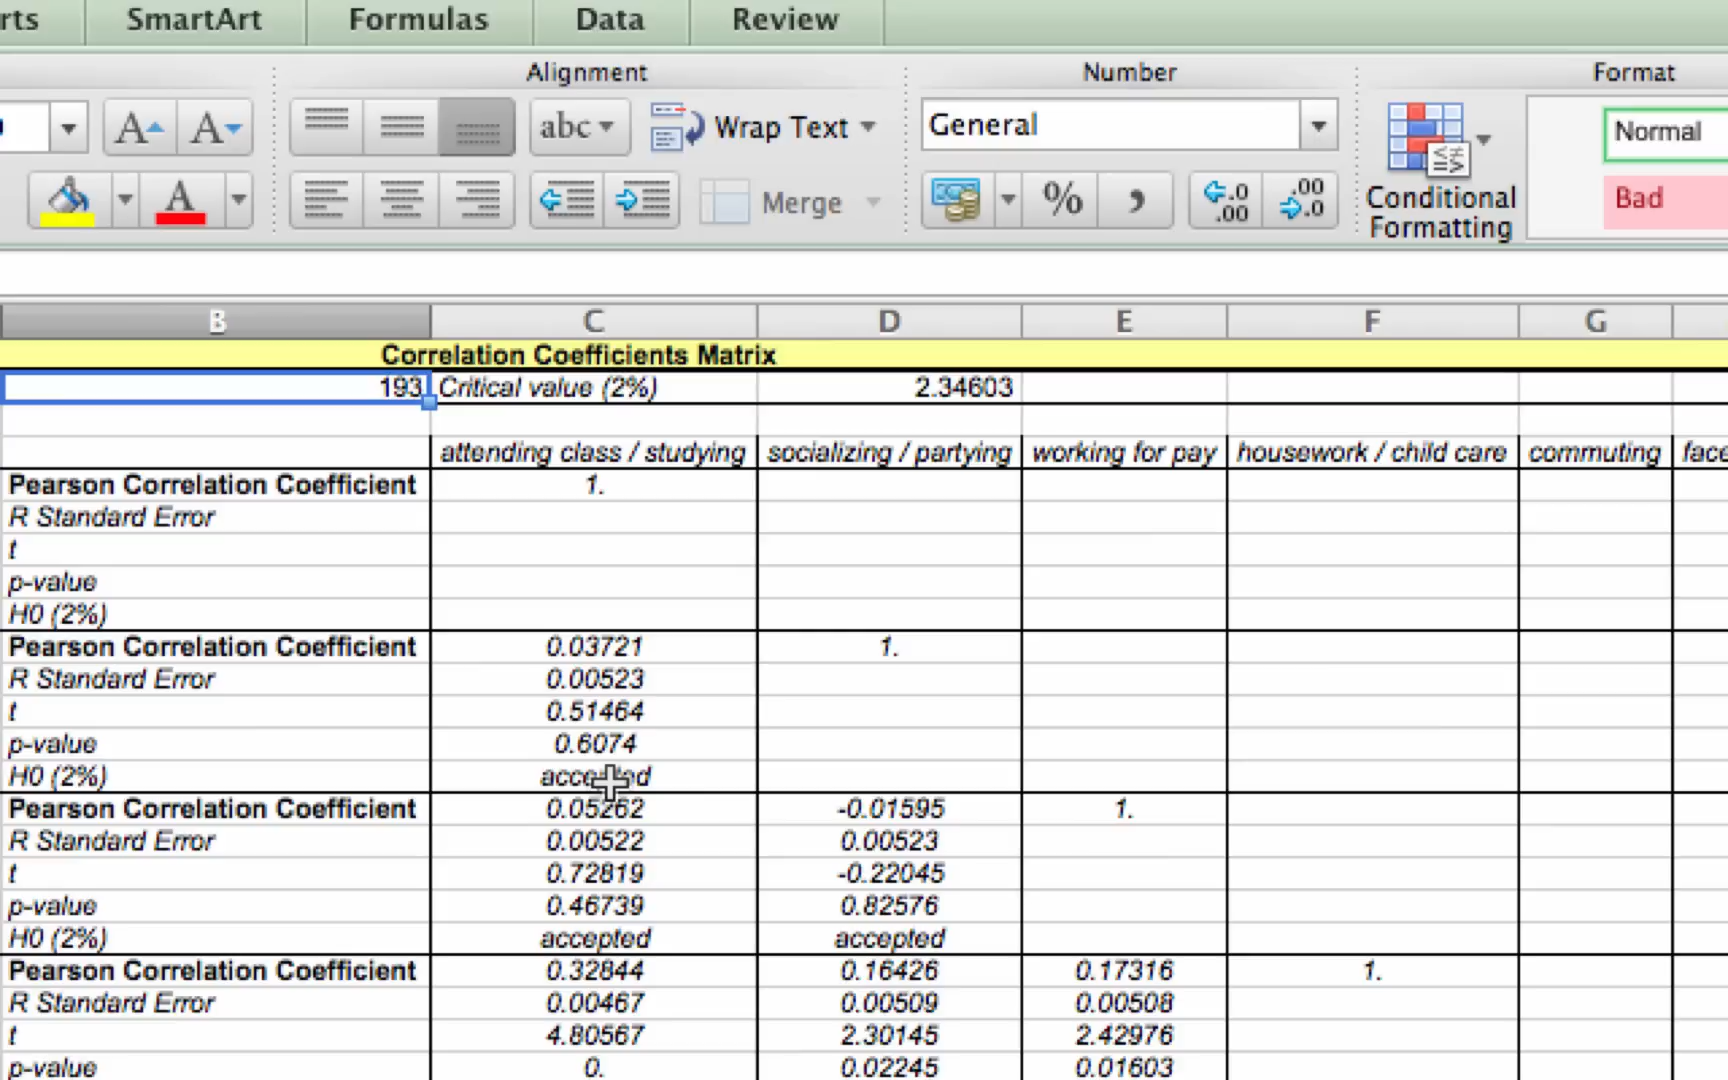 rts SmartArt Formulas Data Review
Alignment Number Format
A A abc Wrap Text General Normal
A Merge % , .0 .00 .00 .0 Conditional Formatting Bad
B C D E F G
Correlation Coefficients Matrix
193 Critical value (2%) 2.34603
attending class / studying socializing / partying working for pay housework / child care commuting face
Pearson Correlation Coefficient 1.
R Standard Error
t
p-value
H0 (2%)
Pearson Correlation Coefficient 0.03721 1.
R Standard Error 0.00523
t 0.51464
p-value 0.6074
H0 (2%) accepted
Pearson Correlation Coefficient 0.05262 -0.01595 1.
R Standard Error 0.00522 0.00523
t 0.72819 -0.22045
p-value 0.46739 0.82576
H0 (2%) accepted accepted
Pearson Correlation Coefficient 0.32844 0.16426 0.17316 1.
R Standard Error 0.00467 0.00509 0.00508
t 4.80567 2.30145 2.42976
p-value 0. 0.02245 0.01603